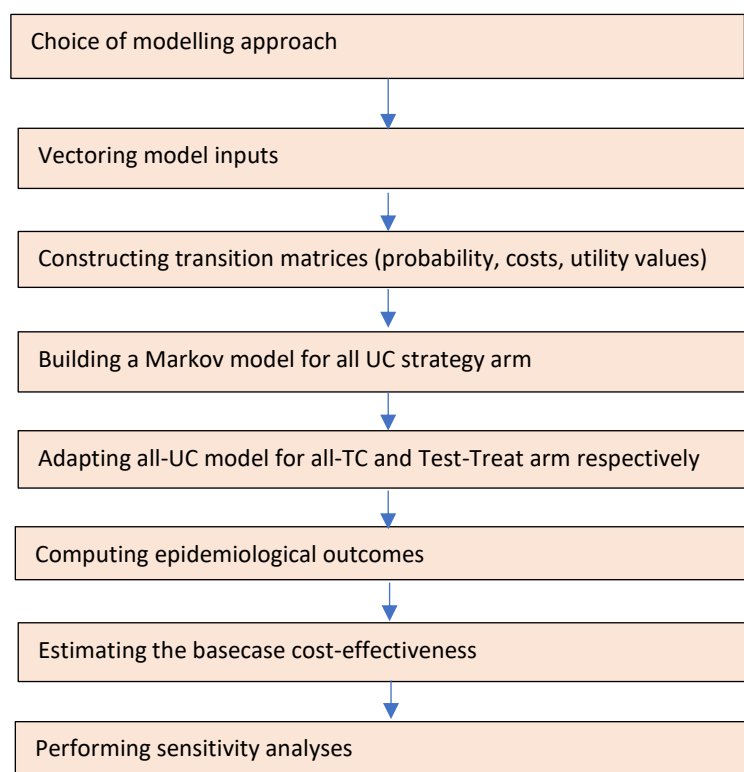 Choice of modelling approach
Vectoring model inputs
Constructing transition matrices (probability, costs, utility values)
Building a Markov model for all UC strategy arm
Adapting all-UC model for all-TC and Test-Treat arm respectively
Computing epidemiological outcomes
Estimating the basecase cost-effectiveness
Performing sensitivity analyses